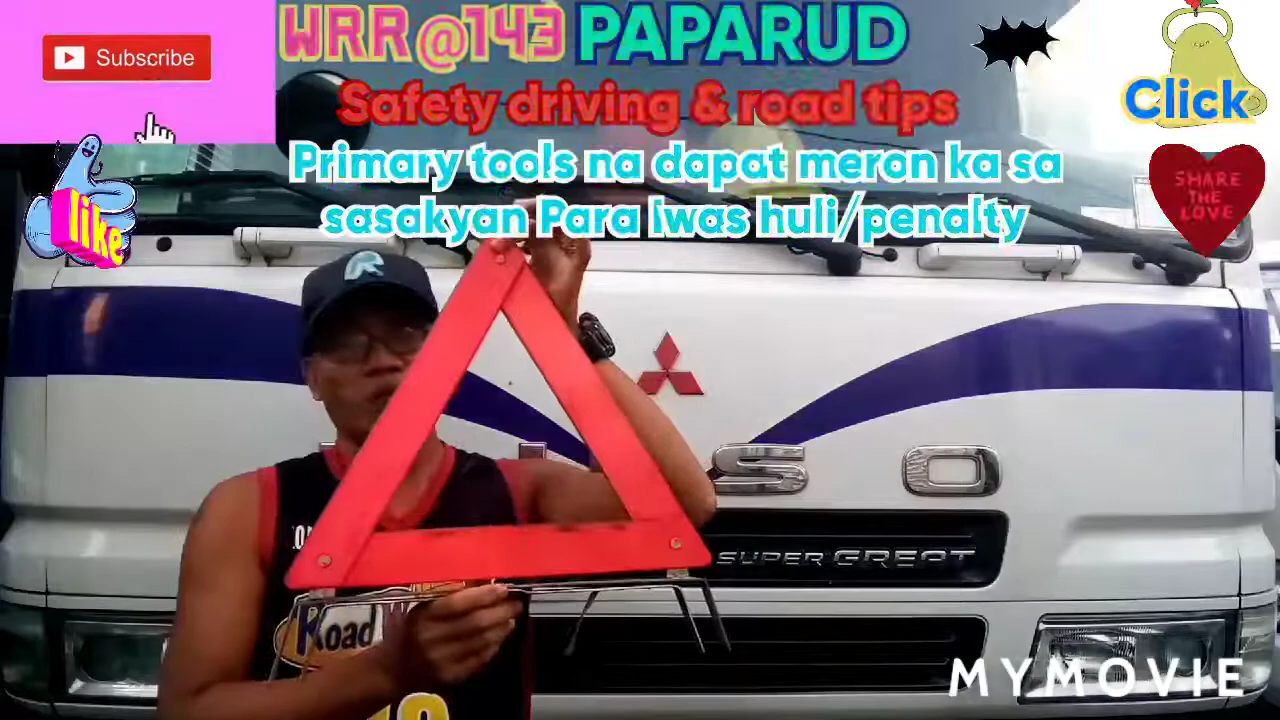 Subscribe
WRR@143 PAPARUD
Safety driving & road tips
Primary tools na dapat meron ka sa
sasakyan Para Iwas huli/penalty
Click
like
SHARE
THE
LOVE
S O
SUPER GREAT
Road
MYMOVIE